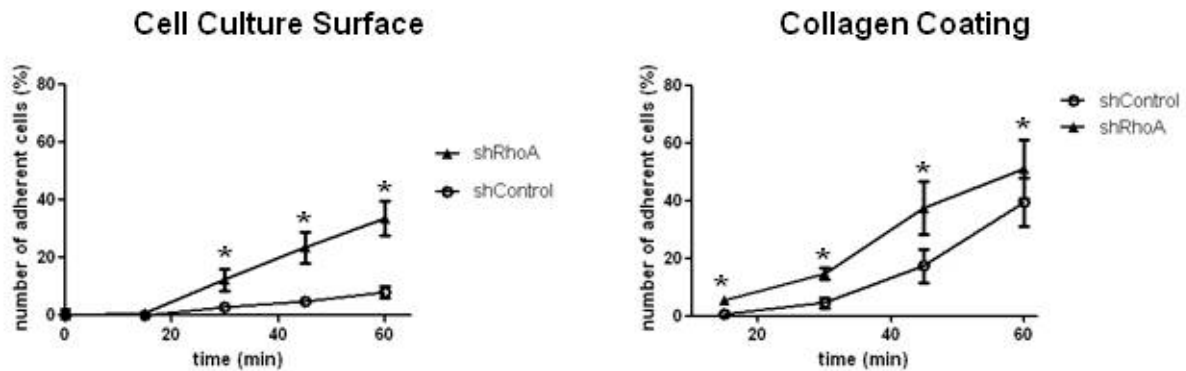 Cell Culture Surface
number of adherent cells (%)
80
60
40
20
0
*
*
*
0
20
40
60
time (min)
shRhoA
shControl
Collagen Coating
number of adherent cells (%)
80
60
40
20
0
*
*
*
*
20
40
60
time (min)
shControl
shRhoA